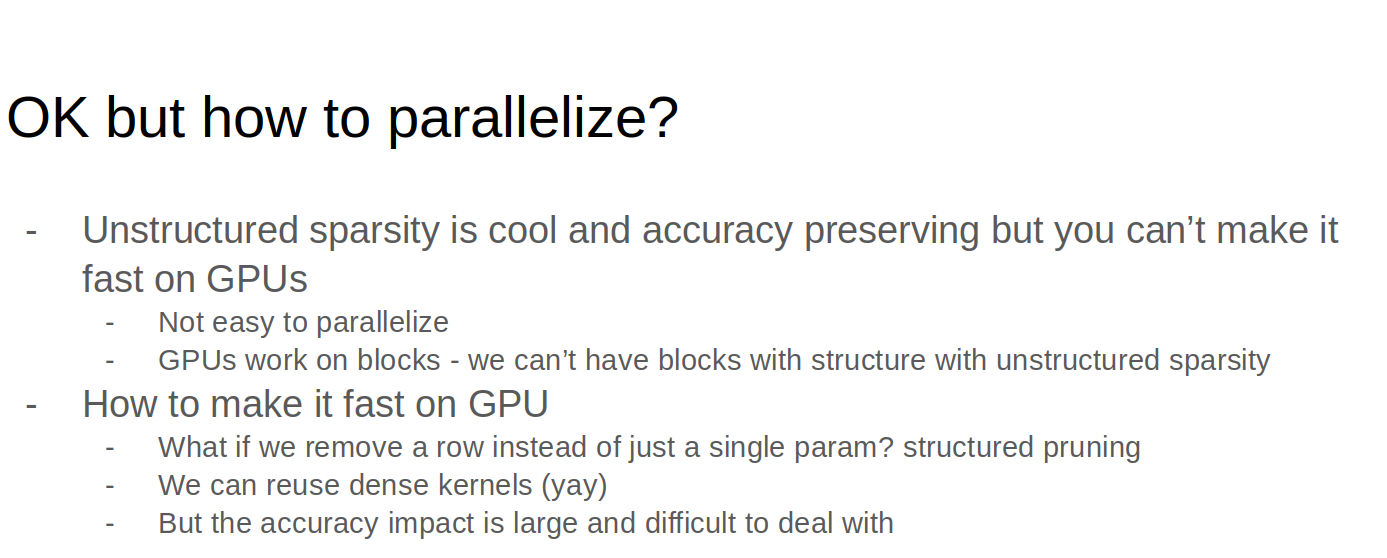 OK but how to parallelize?
- Unstructured sparsity is cool and accuracy preserving but you can’t make it
fast on GPUs
- Not easy to parallelize
- GPUs work on blocks - we can’t have blocks with structure with unstructured sparsity
- How to make it fast on GPU
- What if we remove a row instead of just a single param? structured pruning
- We can reuse dense kernels (yay)
- But the accuracy impact is large and difficult to deal with